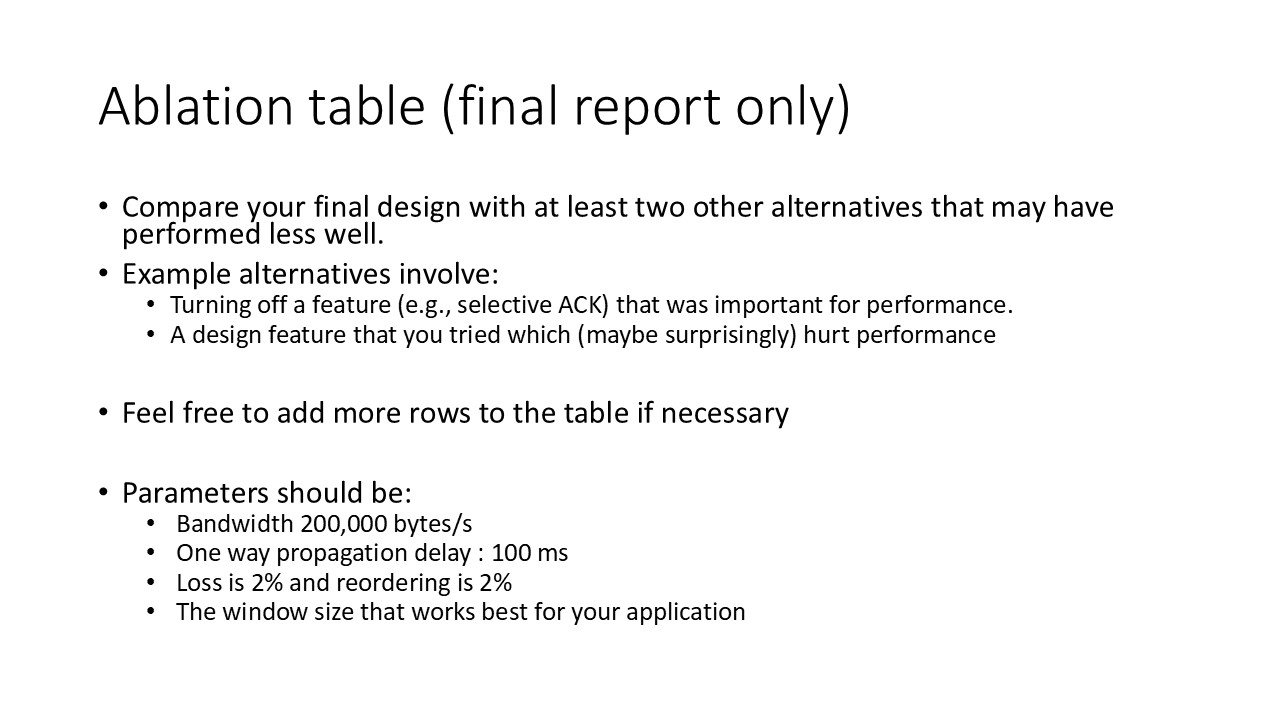 Ablation table (final report only)
• Compare your final design with at least two other alternatives that may have
performed less well.
• Example alternatives involve:
• Turning off a feature (e.g., selective ACK) that was important for performance.
• A design feature that you tried which (maybe surprisingly) hurt performance
• Feel free to add more rows to the table if necessary
• Parameters should be:
• Bandwidth 200,000 bytes/s
• One way propagation delay : 100 ms
• Loss is 2% and reordering is 2%
• The window size that works best for your application